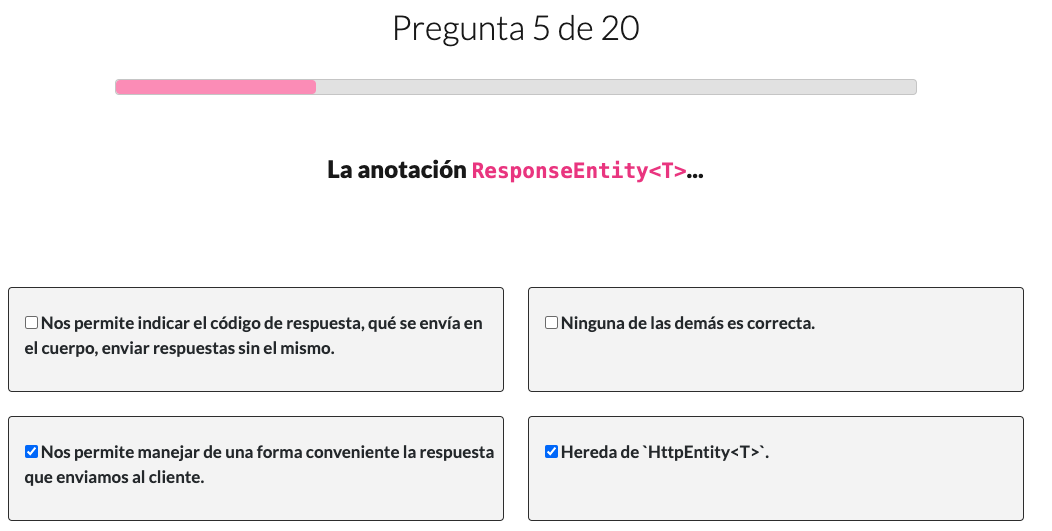 Pregunta 5 de 20
La anotación ResponseEntity<T>...
Nos permite indicar el código de respuesta, qué se envía en
el cuerpo, enviar respuestas sin el mismo.
Ninguna de las demás es correcta.
Nos permite manejar de una forma conveniente la respuesta
que enviamos al cliente.
Hereda de `HttpEntity<T>`.